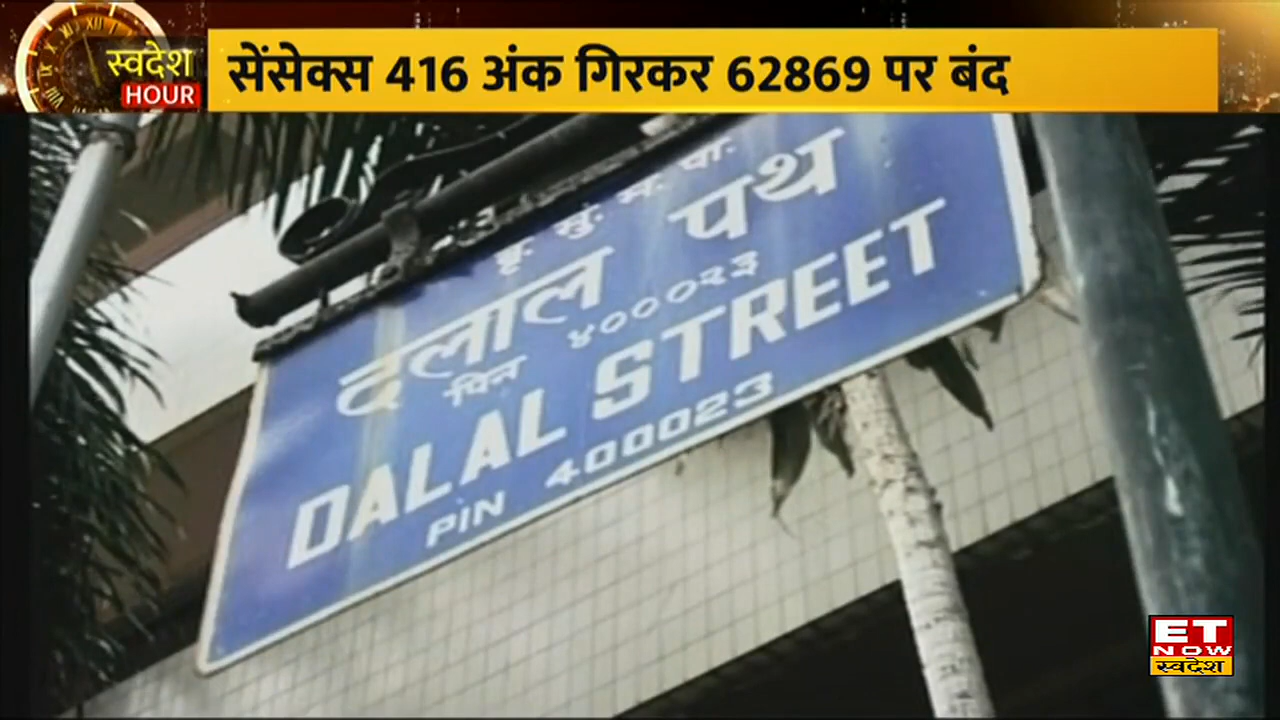 स्वदेश
HOUR
सेंसेक्स 416 अंक गिरकर 62869 पर बंद
बृ. मुं. म. पा.
दलाल पथ
पिन ४०००२३
DALAL STREET
PIN 400023
ET
NOW
स्वदेश